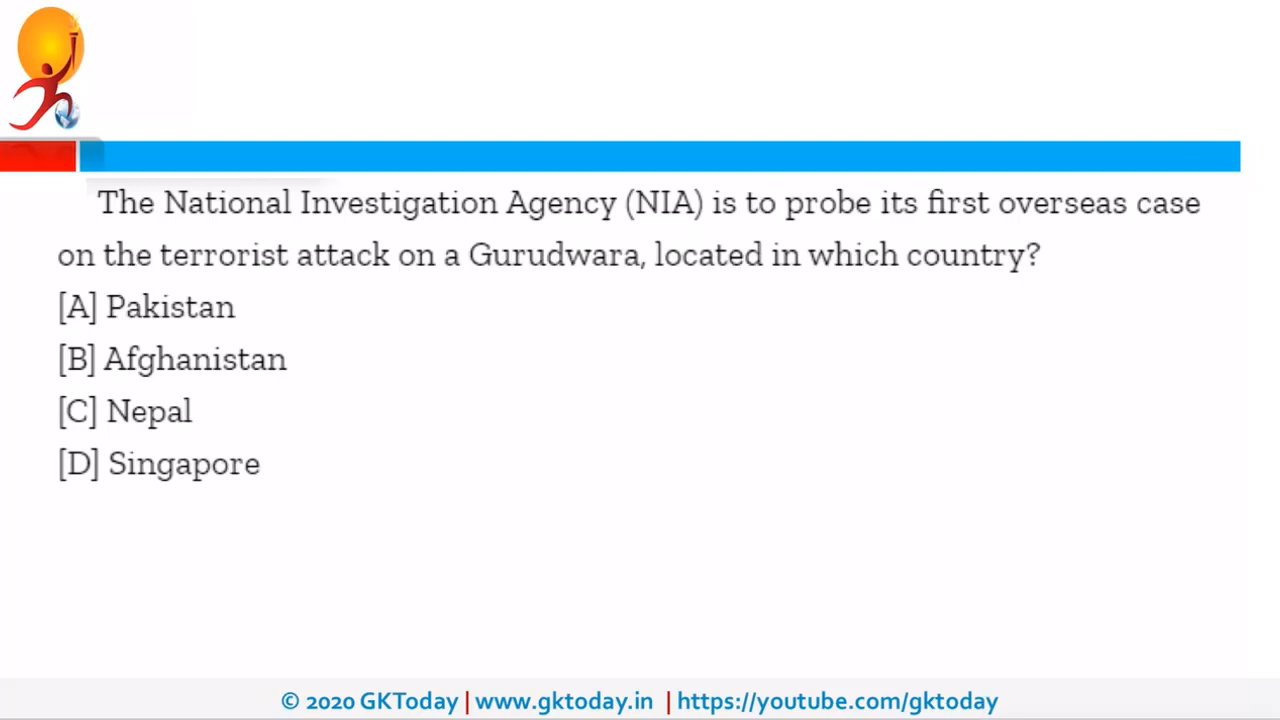 The National Investigation Agency (NIA) is to probe its first overseas case
on the terrorist attack on a Gurudwara, located in which country?
[A] Pakistan
[B] Afghanistan
[C] Nepal
[D] Singapore
© 2020 GKToday | www.gktoday.in | https://youtube.com/gktoday